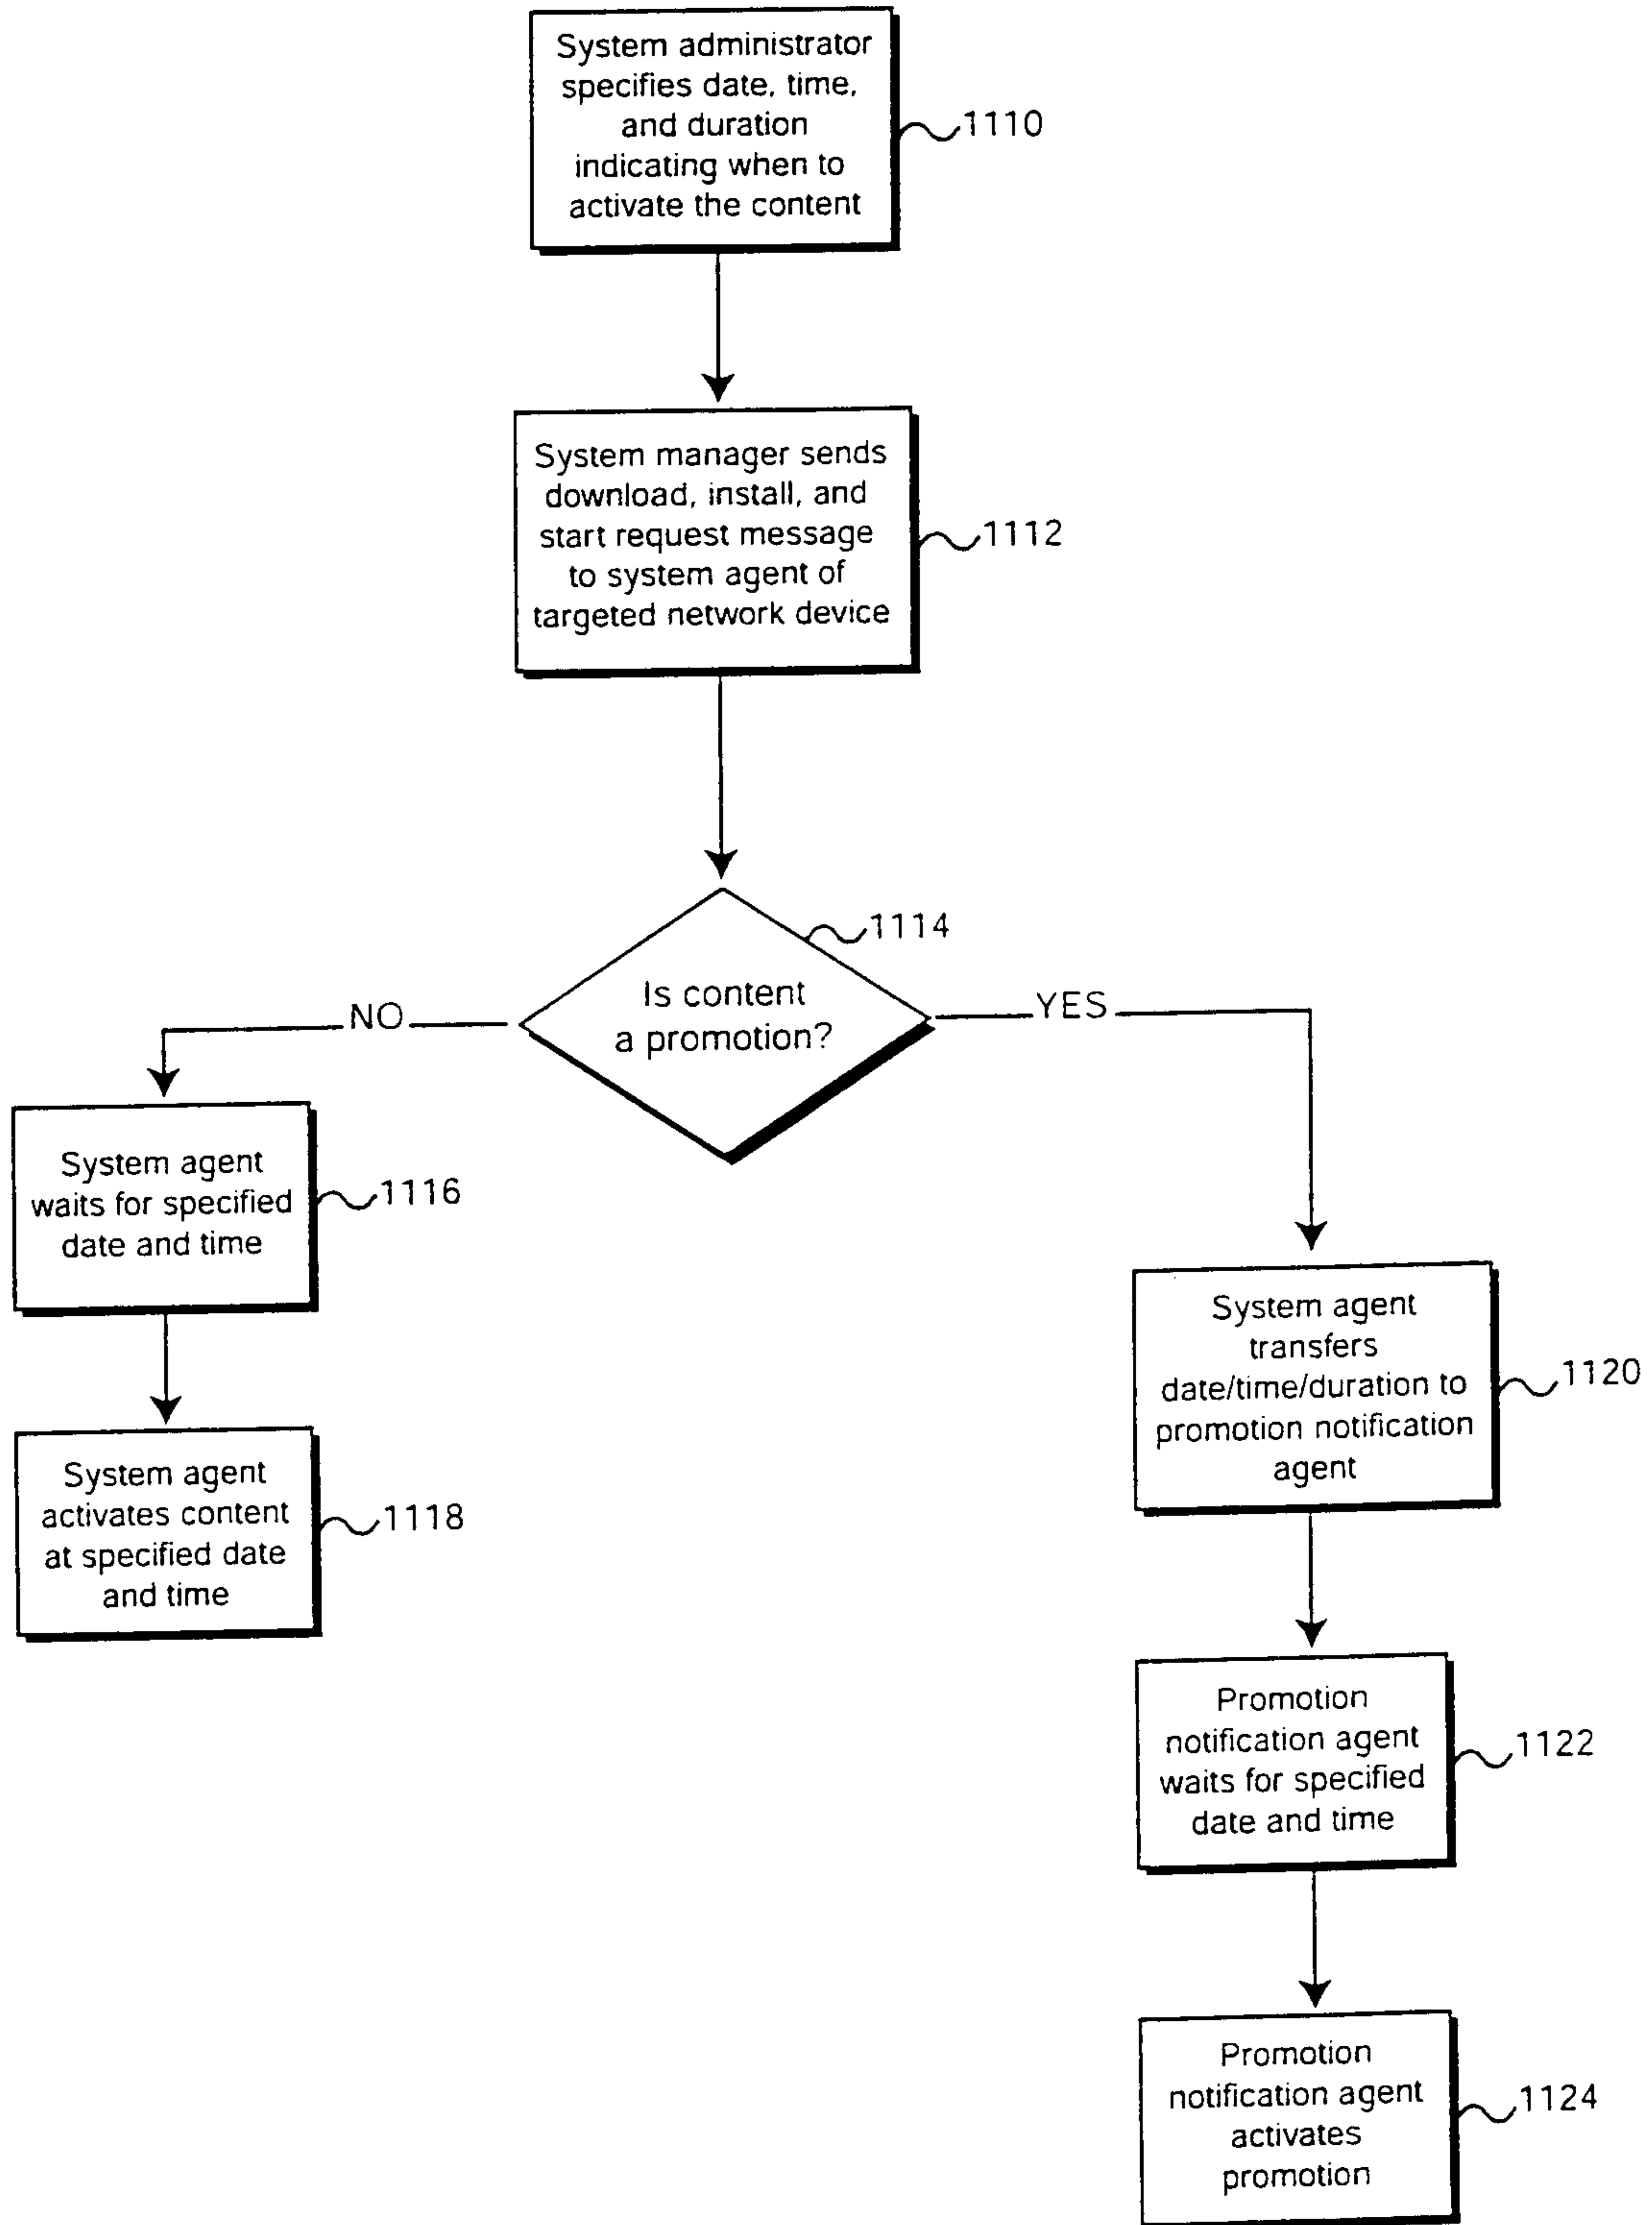 System administrator
specifies date, time,
and duration
indicating when to
activate the content
1110
System manager sends
download, install, and
start request message
to system agent of
targeted network device
1112
1114
Is content
a promotion?
NO
YES
System agent
waits for specified
date and time
1116
System agent
activates content
at specified date
and time
1118
System agent
transfers
date/time/duration to
promotion notification
agent
1120
Promotion
notification agent
waits for specified
date and time
1122
Promotion
notification agent
activates
promotion
1124